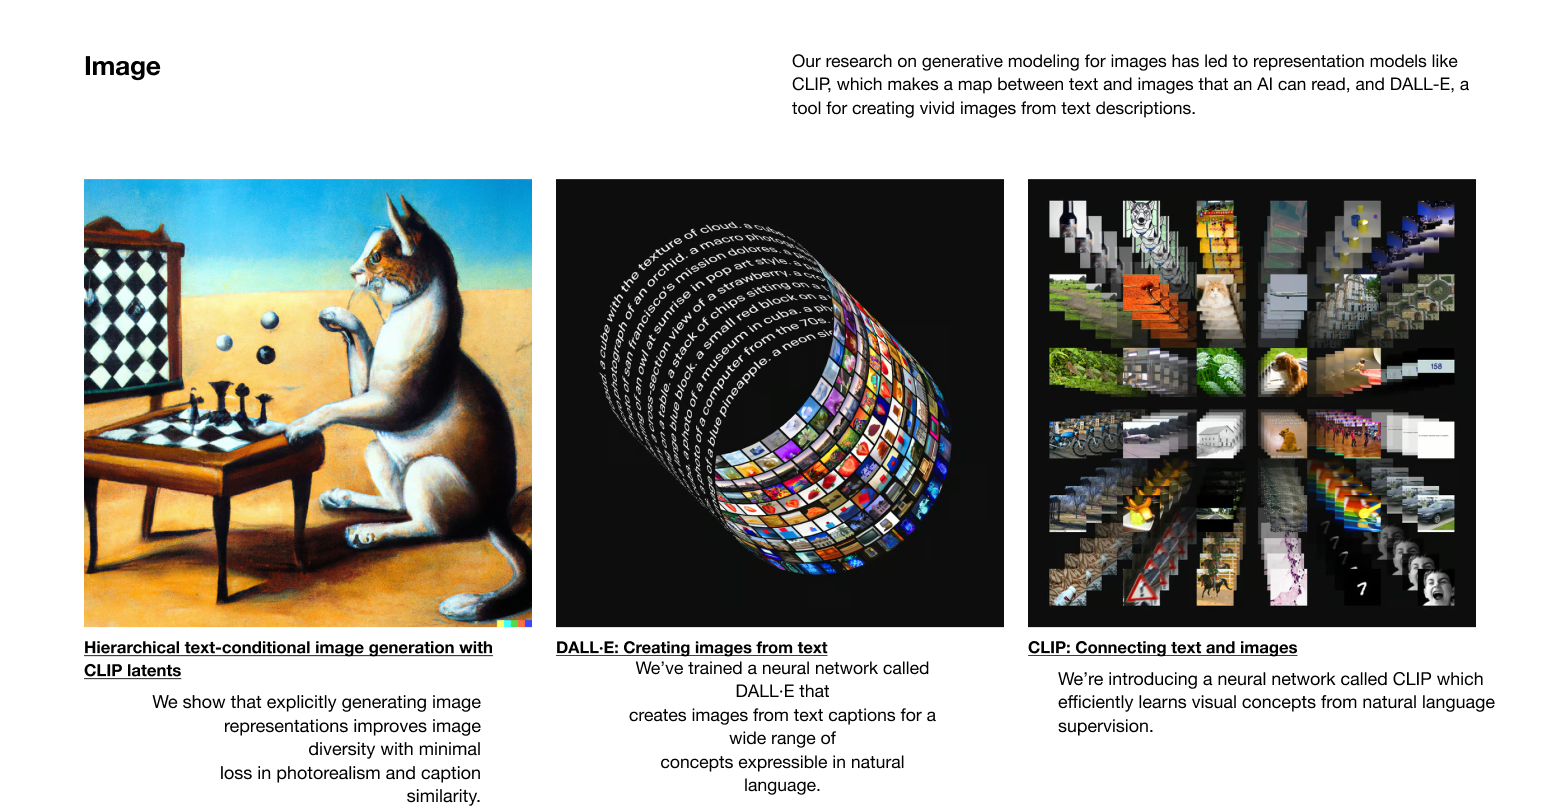 Image
Our research on generative modeling for images has led to representation models like
CLIP, which makes a map between text and images that an AI can read, and DALL-E, a
tool for creating vivid images from text descriptions.
a cube with the texture of cloud. a cube
photograph of an orchid. a macro photo
of san francisco's mission dolores.
an owl at sunrise in pop art style. a
cross-section view of a strawberry. a
a table. a stack of chips sitting on a
a blue block. a small red block on a
a photo of a museum in cuba. a ph
photo of a computer from the 70s.
of a blue pineapple. a neon si
158
7
Hierarchical text-conditional image generation with
CLIP latents
We show that explicitly generating image
representations improves image
diversity with minimal
loss in photorealism and caption
similarity.
DALL·E: Creating images from text
We’ve trained a neural network called
DALL·E that
creates images from text captions for a
wide range of
concepts expressible in natural
language.
CLIP: Connecting text and images
We’re introducing a neural network called CLIP which
efficiently learns visual concepts from natural language
supervision.